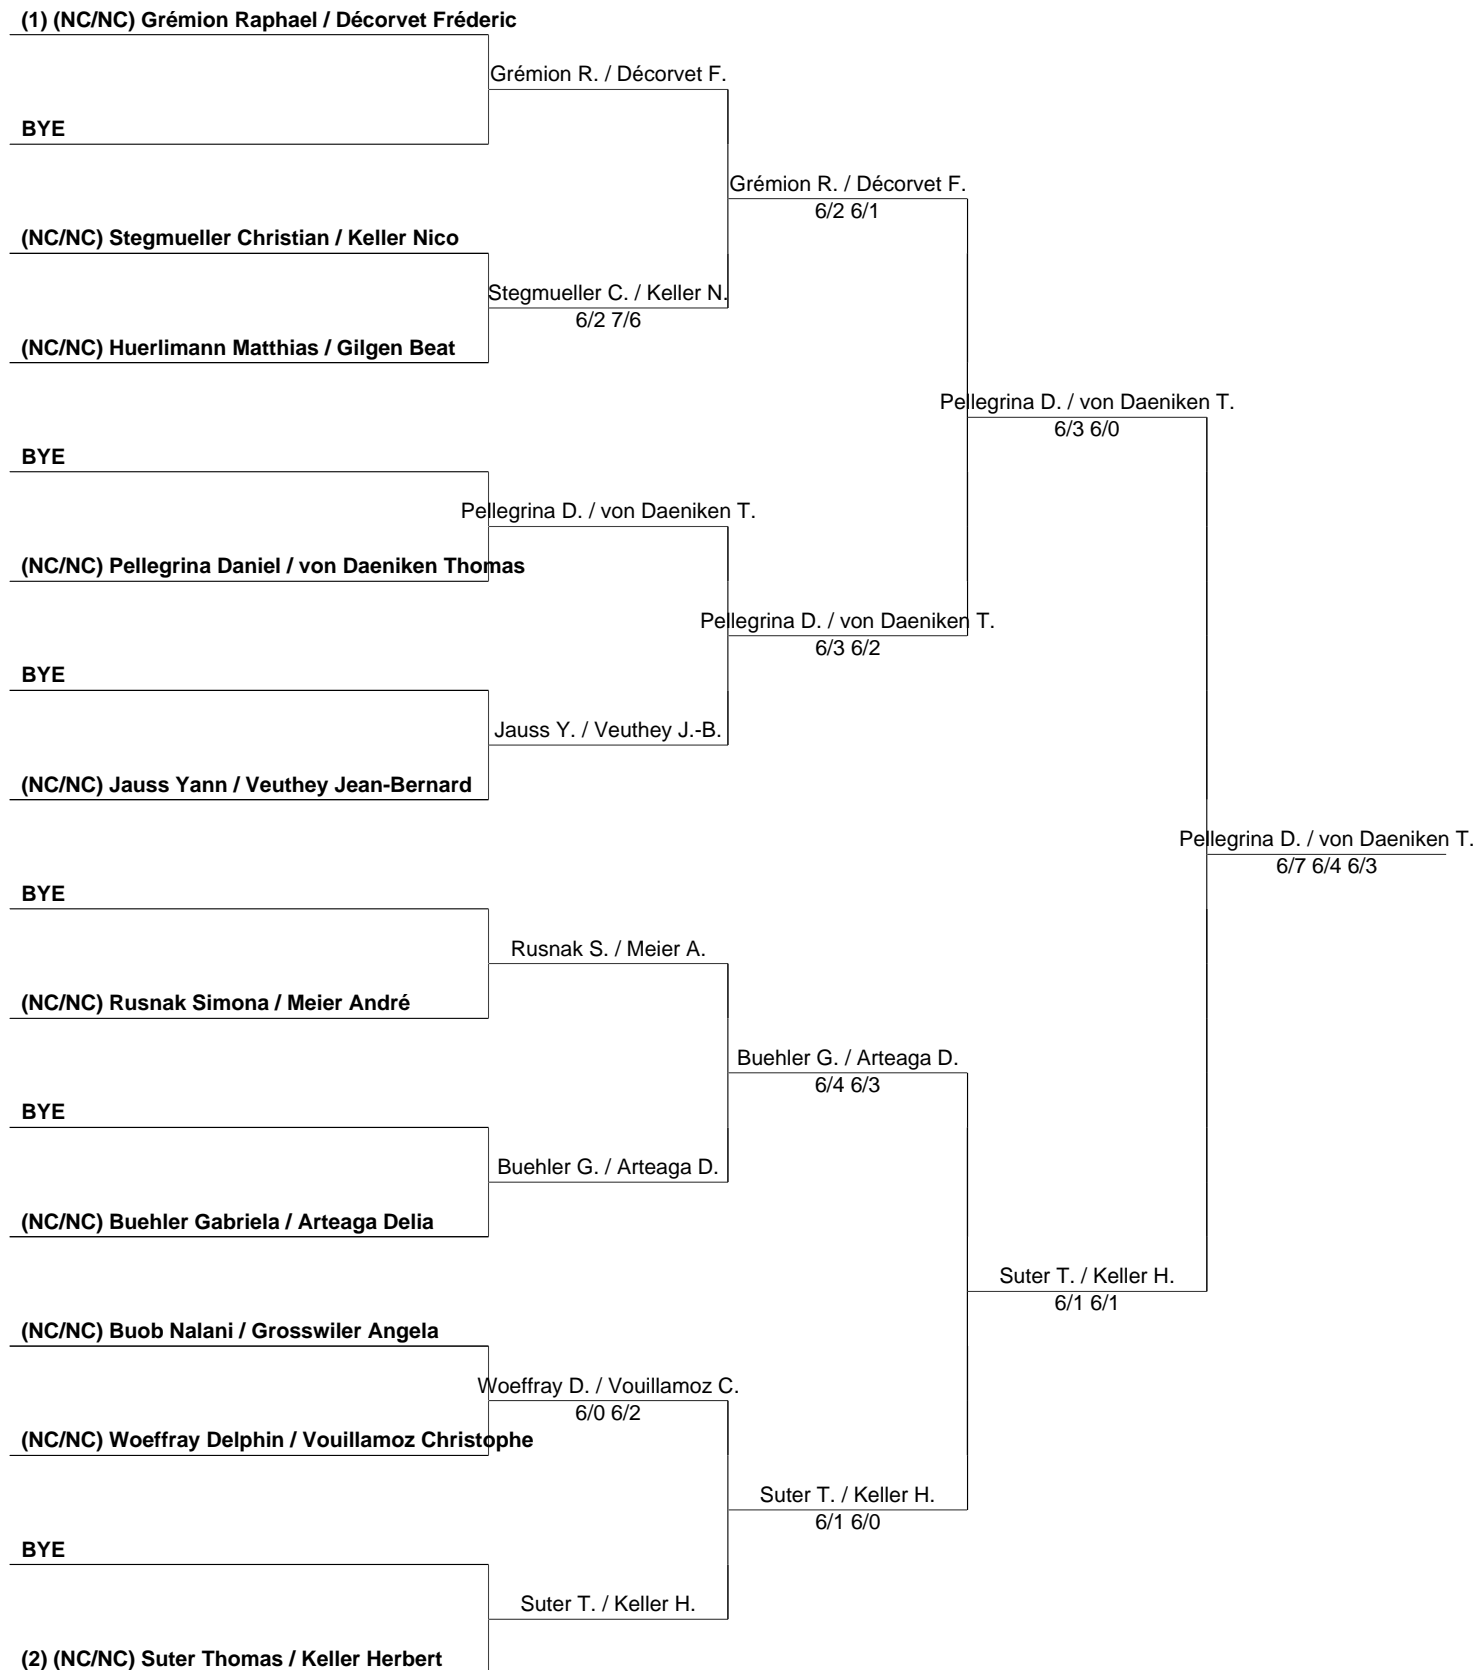 (1) (NC/NC) Grémion Raphael / Décorvet Fréderic
Grémion R. / Décorvet F.
BYE
Grémion R. / Décorvet F.
6/2 6/1
(NC/NC) Stegmueller Christian / Keller Nico
Stegmueller C. / Keller N.
6/2 7/6
(NC/NC) Huerlimann Matthias / Gilgen Beat
Pellegrina D. / von Daeniken T.
6/3 6/0
BYE
Pellegrina D. / von Daeniken T.
(NC/NC) Pellegrina Daniel / von Daeniken Thomas
Pellegrina D. / von Daeniken T.
6/3 6/2
BYE
Jauss Y. / Veuthey J.-B.
(NC/NC) Jauss Yann / Veuthey Jean-Bernard
Pellegrina D. / von Daeniken T.
6/7 6/4 6/3
BYE
Rusnak S. / Meier A.
(NC/NC) Rusnak Simona / Meier André
Buehler G. / Arteaga D.
6/4 6/3
BYE
Buehler G. / Arteaga D.
(NC/NC) Buehler Gabriela / Arteaga Delia
Suter T. / Keller H.
6/1 6/1
(NC/NC) Buob Nalani / Grosswiler Angela
Woeffray D. / Vouillamoz C.
6/0 6/2
(NC/NC) Woeffray Delphin / Vouillamoz Christophe
Suter T. / Keller H.
6/1 6/0
BYE
Suter T. / Keller H.
(2) (NC/NC) Suter Thomas / Keller Herbert